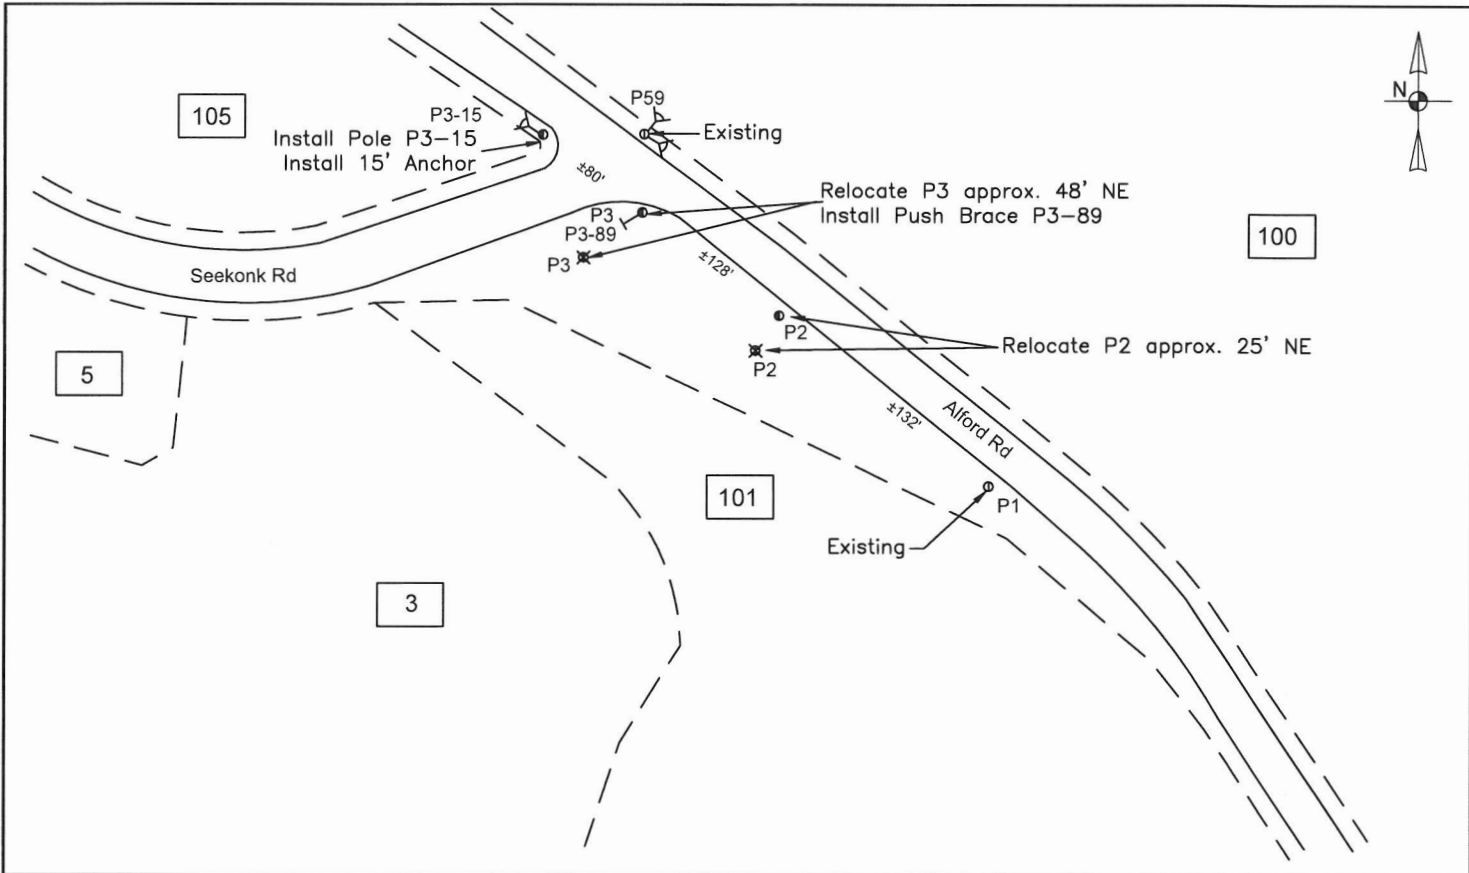 105
P3-15
Install Pole P3-15
Install 15' Anchor
P59
Existing
N
±80'
Relocate P3 approx. 48' NE
Install Push Brace P3-89
100
P3
P3-89
P3
±128'
Seekonk Rd
P2
P2
Relocate P2 approx. 25' NE
5
±132'
Alford Rd
101
P1
Existing
3